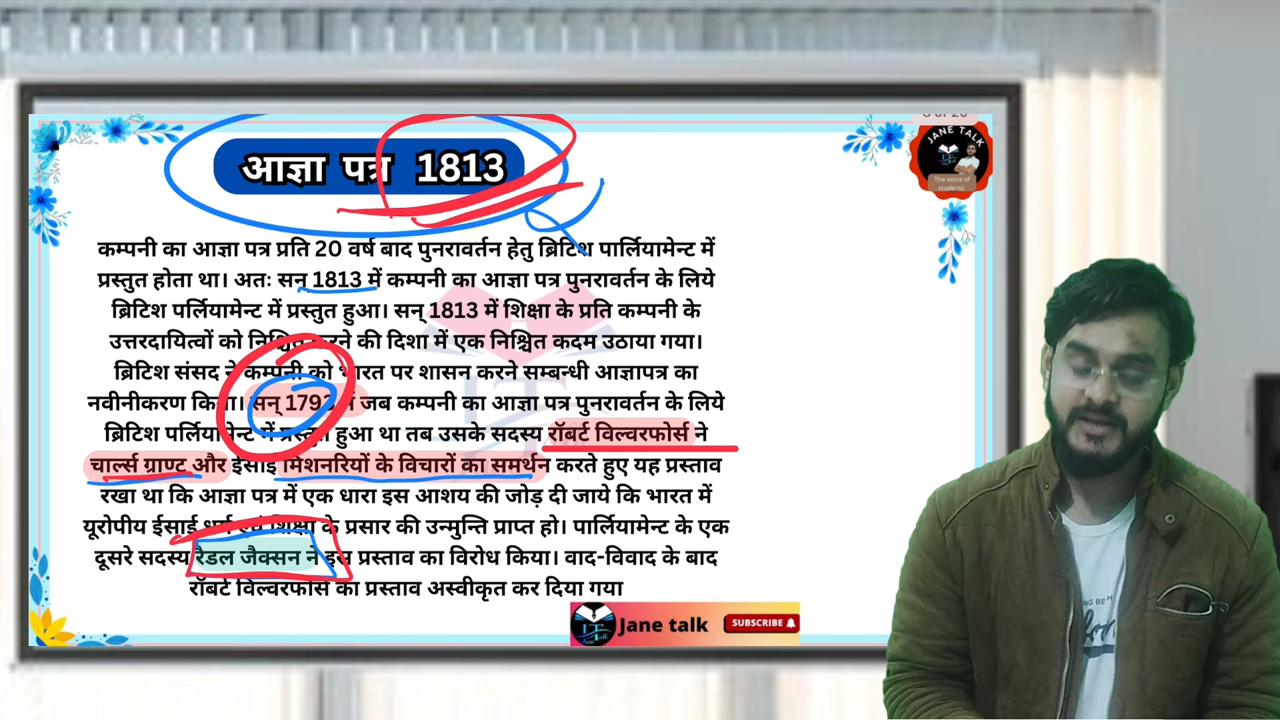 आज्ञा पत्र 1813
JANE TALK
The voice of
students
कम्पनी का आज्ञा पत्र प्रति 20 वर्ष बाद पुनरावर्तन हेतु ब्रिटिश पार्लियामेन्ट में
प्रस्तुत होता था। अतः सन् 1813 में कम्पनी का आज्ञा पत्र पुनरावर्तन के लिये
ब्रिटिश पर्लियामेन्ट में प्रस्तुत हुआ। सन् 1813 में शिक्षा के प्रति कम्पनी के
उत्तरदायित्वों को निश्चित करने की दिशा में एक निश्चित कदम उठाया गया।
ब्रिटिश संसद ने कम्पनी को भारत पर शासन करने सम्बन्धी आज्ञापत्र का
नवीनीकरण किया। सन् 1793 में जब कम्पनी का आज्ञा पत्र पुनरावर्तन के लिये
ब्रिटिश पर्लियामेन्ट में प्रस्तुत हुआ था तब उसके सदस्य रॉबर्ट विल्वरफोर्स ने
चार्ल्स ग्राण्ट और ईसाई मिशनरियों के विचारों का समर्थन करते हुए यह प्रस्ताव
रखा था कि आज्ञा पत्र में एक धारा इस आशय की जोड़ दी जाये कि भारत में
यूरोपीय ईसाई धर्म एवं शिक्षा के प्रसार की उन्मुन्ति प्राप्त हो। पार्लियामेन्ट के एक
दूसरे सदस्य रैडल जैक्सन ने इस प्रस्ताव का विरोध किया। वाद-विवाद के बाद
रॉबर्ट विल्वरफोर्स का प्रस्ताव अस्वीकृत कर दिया गया
Jane talk
SUBSCRIBE